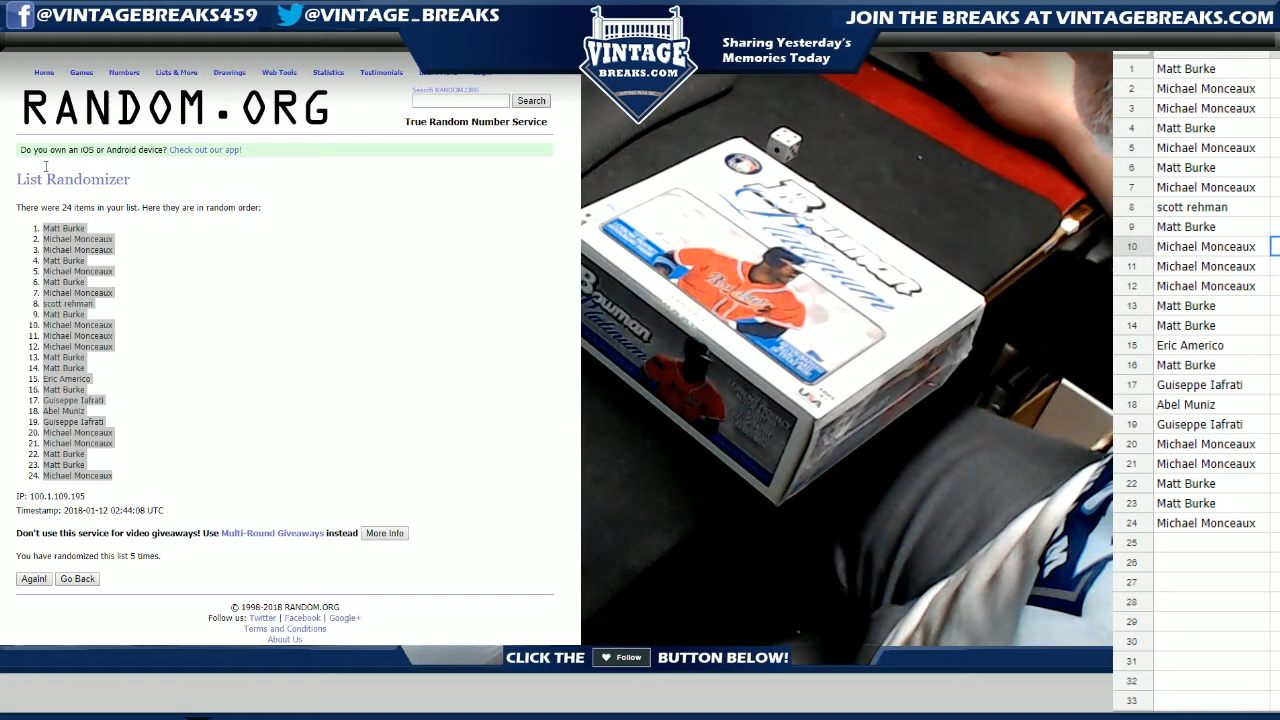 @VINTAGEBREAKS459 @VINTAGE_BREAKS
JOIN THE BREAKS AT VINTAGEBREAKS.COM
VINTAGE
BREAKS.COM
Sharing Yesterday's
Memories Today
Home Games Numbers Lists & More Drawings Web Tools Statistics Testimonials
RANDOM.ORG
Search RANDOM.ORG
Search
True Random Number Service
Do you own an iOS or Android device? Check out our app!
List Randomizer
There were 24 items in your list. Here they are in random order:
1. Matt Burke
2. Michael Monceaux
3. Michael Monceaux
4. Matt Burke
5. Michael Monceaux
6. Matt Burke
7. Michael Monceaux
8. scott rehman
9. Matt Burke
10. Michael Monceaux
11. Michael Monceaux
12. Michael Monceaux
13. Matt Burke
14. Matt Burke
15. Eric Americo
16. Matt Burke
17. Guiseppe Iafrati
18. Abel Muniz
19. Guiseppe Iafrati
20. Michael Monceaux
21. Michael Monceaux
22. Matt Burke
23. Matt Burke
24. Michael Monceaux
IP: 100.1.109.195
Timestamp: 2018-01-12 02:44:08 UTC
Don't use this service for video giveaways! Use Multi-Round Giveaways instead More Info
You have randomized this list 5 times.
Again! Go Back
© 1998-2018 RANDOM.ORG
Follow us: Twitter | Facebook | Google+
Terms and Conditions
About Us
Bowman
Platinum
Bowman
Platinum
Braves
USA
1 Matt Burke
2 Michael Monceaux
3 Michael Monceaux
4 Matt Burke
5 Michael Monceaux
6 Matt Burke
7 Michael Monceaux
8 scott rehman
9 Matt Burke
10 Michael Monceaux
11 Michael Monceaux
12 Michael Monceaux
13 Matt Burke
14 Matt Burke
15 Eric Americo
16 Matt Burke
17 Guiseppe Iafrati
18 Abel Muniz
19 Guiseppe Iafrati
20 Michael Monceaux
21 Michael Monceaux
22 Matt Burke
23 Matt Burke
24 Michael Monceaux
25
26
27
28
29
30
31
32
33
CLICK THE Follow BUTTON BELOW!